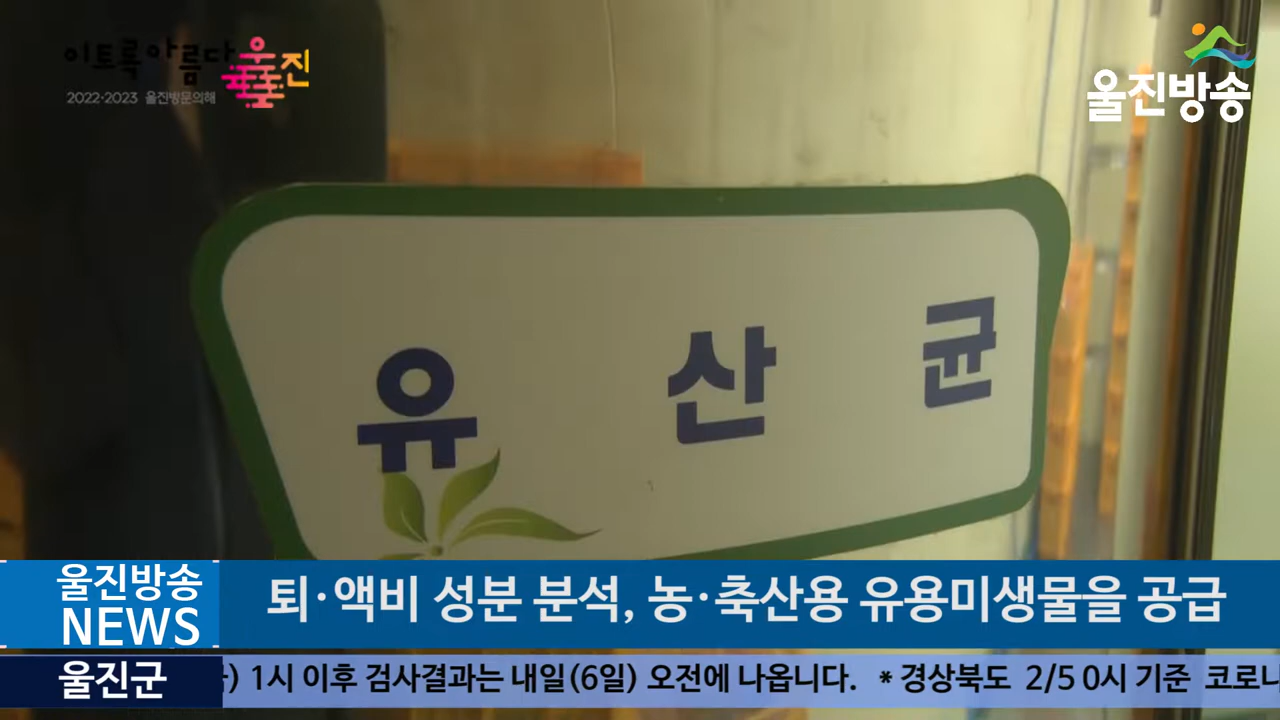 이토록 아름다 울진
2022·2023 울진방문의해
울진방송
유 산 균
울진방송
NEWS
퇴·액비 성분 분석, 농·축산용 유용미생물을 공급
울진군
1시 이후 검사결과는 내일(6일) 오전에 나옵니다. * 경상북도 2/5 0시 기준 코로나